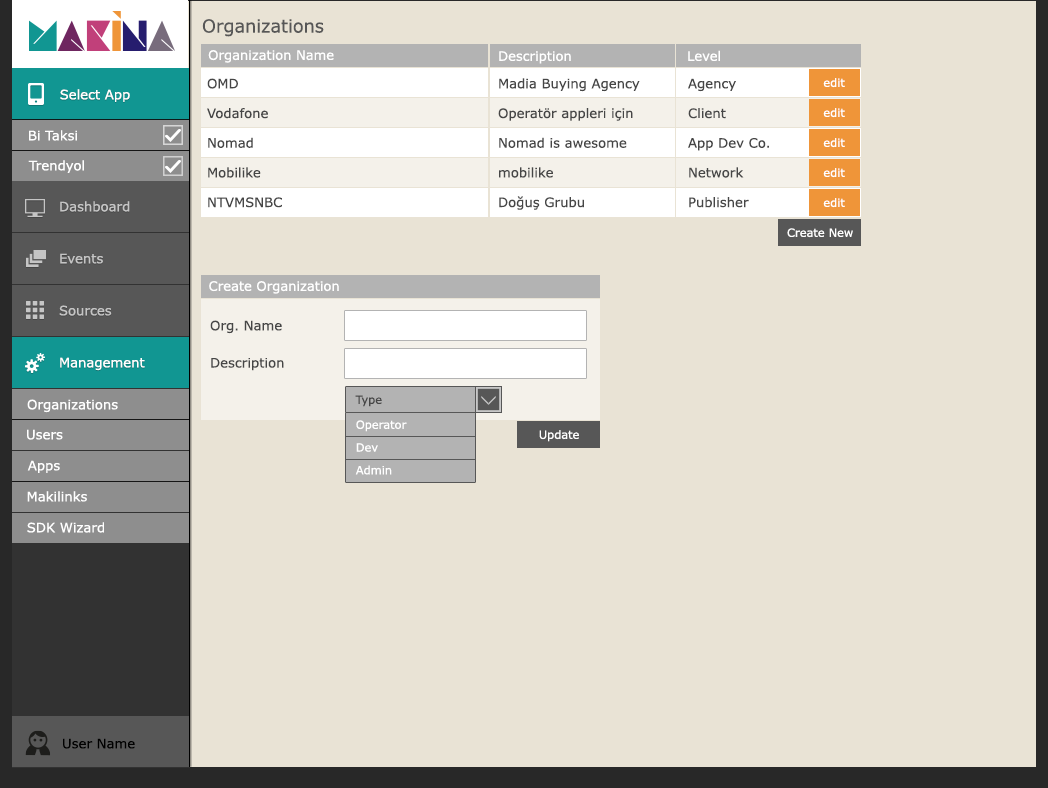 MAKİNA
Select App
Bi Taksi
Trendyol
Dashboard
Events
Sources
Management
Organizations
Users
Apps
Makilinks
SDK Wizard
User Name
Organizations
Organization Name Description Level
OMD Madia Buying Agency Agency edit
Vodafone Operatör appleri için Client edit
Nomad Nomad is awesome App Dev Co. edit
Mobilike mobilike Network edit
NTVMSNBC Doğuş Grubu Publisher edit
Create New
Create Organization
Org. Name
Description
Type
Operator
Dev
Admin
Update